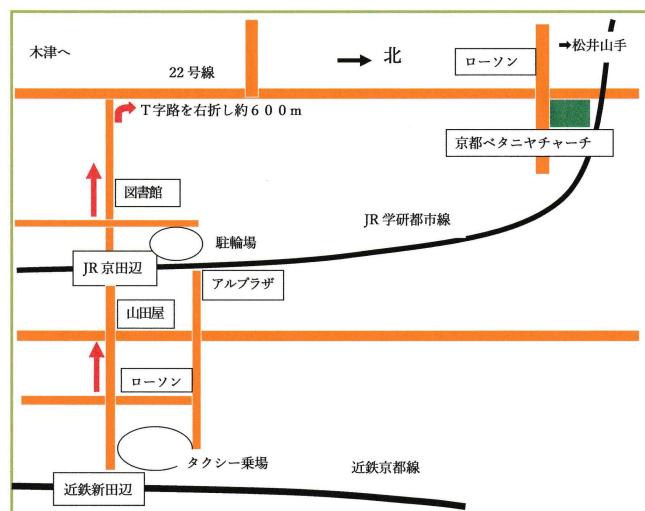 木津へ
22号線
北
ローソン
➡松井山手
T字路を右折し約600m
京都ベタニヤチャーチ
図書館
駐輪場
JR学研都市線
JR京田辺
アルプラザ
山田屋
ローソン
タクシー乗場
近鉄京都線
近鉄新田辺